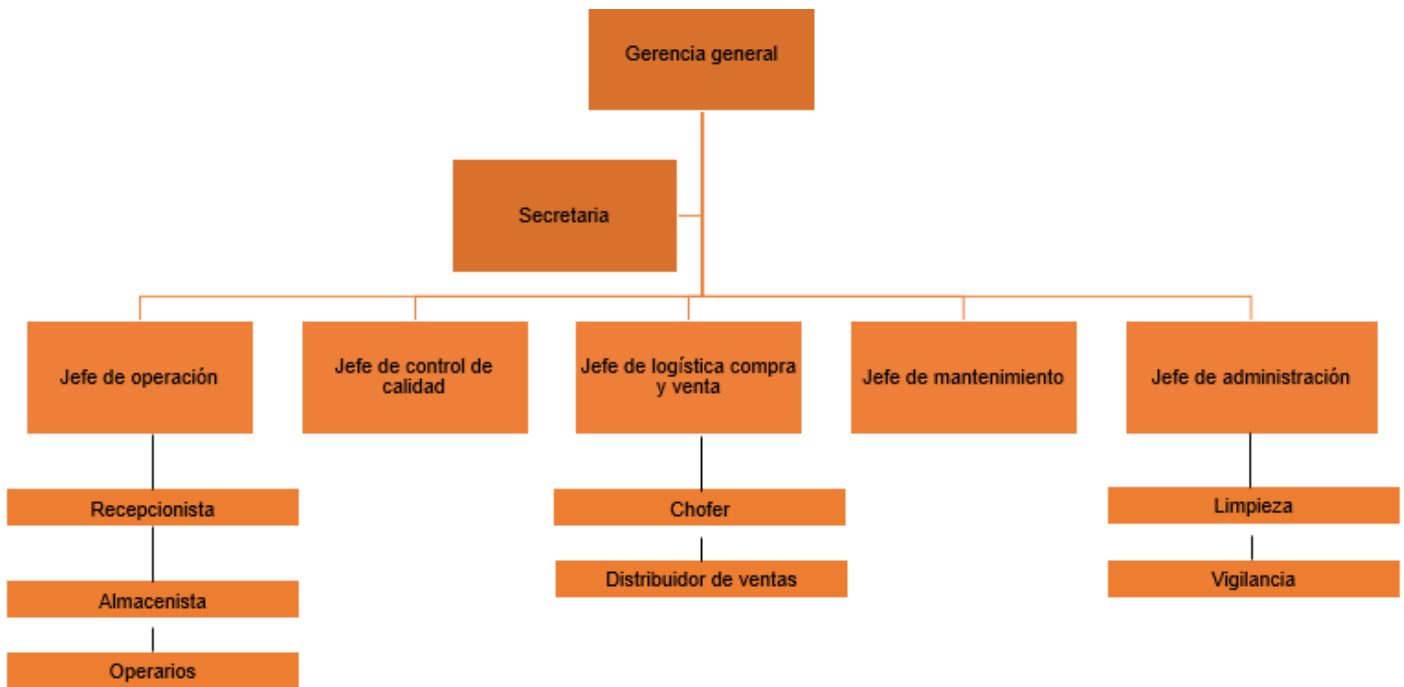 Gerencia general
Secretaria
Jefe de operación
Jefe de control de
calidad
Jefe de logística compra
y venta
Jefe de mantenimiento
Jefe de administración
Recepcionista
Chofer
Limpieza
Almacenista
Distribuidor de ventas
Vigilancia
Operarios